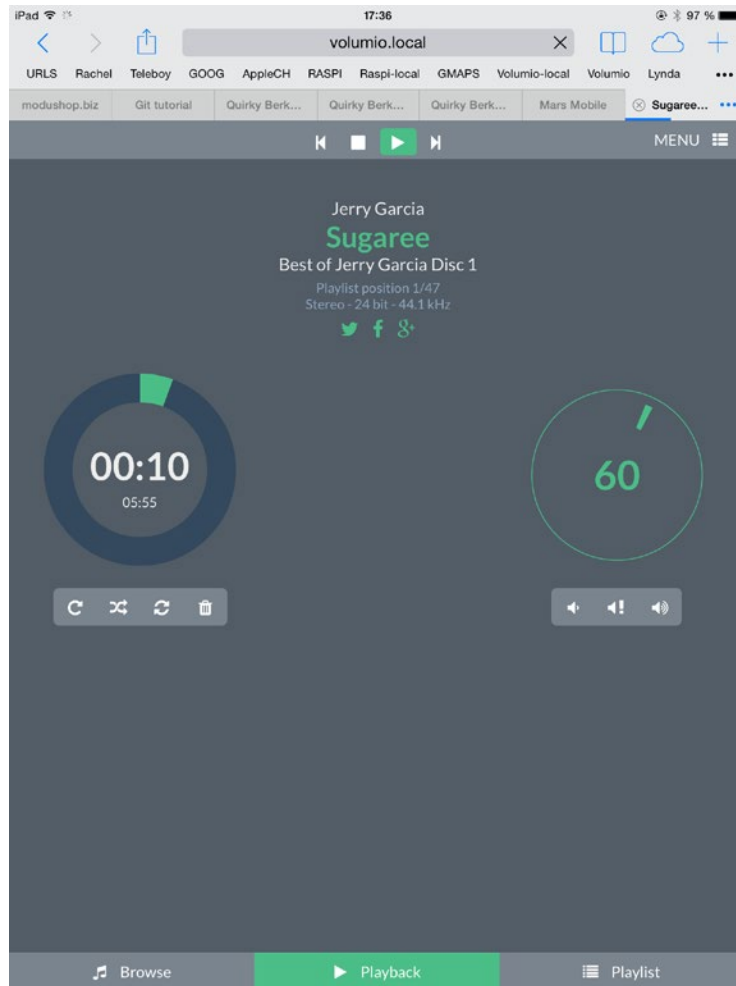 iPad 17:36 97 %
volumio.local
URLS Rachel Teleboy GOOG AppleCH RASPI Raspi-local GMAPS Volumio-local Volumio Lynda
modushop.biz Git tutorial Quirky Berk... Quirky Berk... Quirky Berk... Mars Mobile Sugaree...
MENU
Jerry Garcia
Sugaree
Best of Jerry Garcia Disc 1
Playlist position 1/47
Stereo - 24 bit - 44.1 kHz
00:10
05:55
60
Browse Playback Playlist